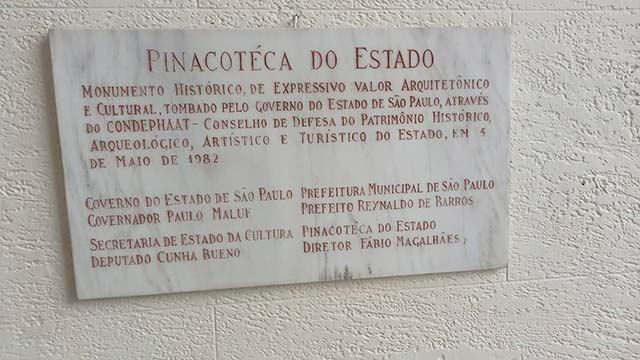 PINACOTÉCA DO ESTADO
MONUMENTO HISTÓRICO, DE EXPRESSIVO VALOR ARQUITETÔNICO
E CULTURAL, TOMBADO PELO GOVERNO DO ESTADO DE SÃO PAULO, ATRAVÉS
DO CONDEPHAAT - CONSELHO DE DEFESA DO PATRIMÔNIO HISTÓRICO,
ARQUEOLÓGICO, ARTÍSTICO E TURÍSTICO DO ESTADO, EM 5
DE MAIO DE 1982.
GOVERNO DO ESTADO DE SÃO PAULO
GOVERNADOR PAULO MALUF
PREFEITURA MUNICIPAL DE SÃO PAULO
PREFEITO REYNALDO DE BARROS
SECRETARIA DE ESTADO DA CULTURA
DEPUTADO CUNHA BUENO
PINACOTÉCA DO ESTADO
DIRETOR FÁBIO MAGALHÃES